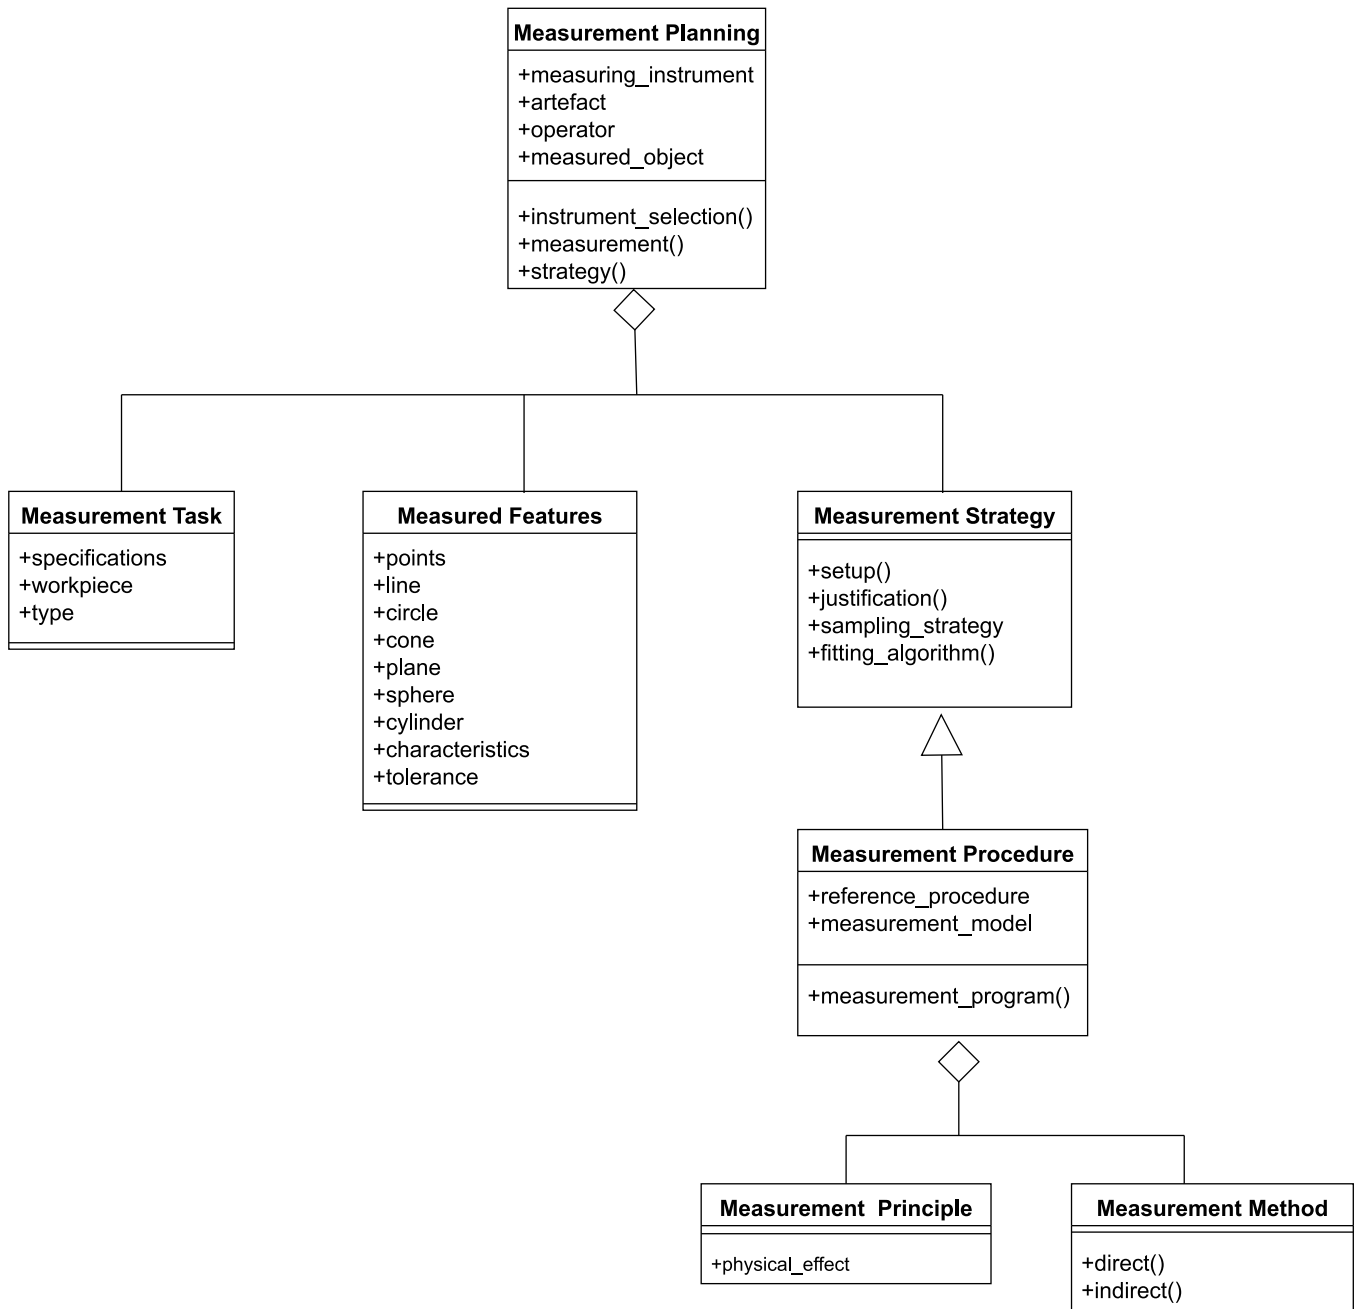 Measurement Planning
+measuring_instrument
+artefact
+operator
+measured_object
+instrument_selection()
+measurement()
+strategy()
Measurement Task
+specifications
+workpiece
+type
Measured Features
+points
+line
+circle
+cone
+plane
+sphere
+cylinder
+characteristics
+tolerance
Measurement Strategy
+setup()
+justification()
+sampling_strategy
+fitting_algorithm()
Measurement Procedure
+reference_procedure
+measurement_model
+measurement_program()
Measurement Principle
+physical_effect
Measurement Method
+direct()
+indirect()